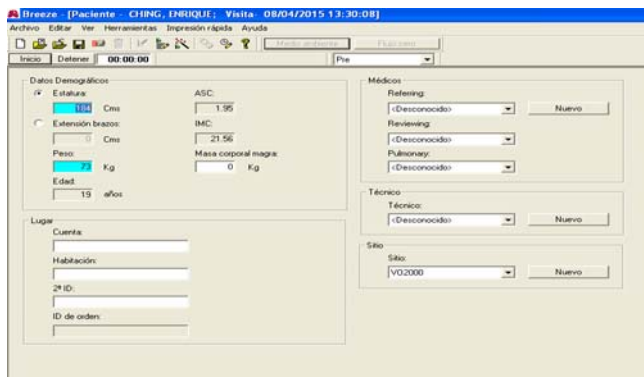 Breeze - [Paciente - CHING, ENRIQUE; Visita- 08/04/2015 13:30:08]
Archivo Editar Ver Herramientas Impresión rápida Ayuda
Medio ambiente Flujo cero
Inicio Detener 00:00:00 Pre
Datos Demográficos
Estatura: ASC:
184 Cms 1.95
Extensión brazos: IMC:
0 Cms 21.56
Peso: Masa corporal magra:
73 Kg 0 Kg
Edad:
19 años
Lugar
Cuenta:
Habitación:
2ª ID:
ID de orden:
Médicos
Referring:
<Desconocido> Nuevo
Reviewing:
<Desconocido>
Pulmonary:
<Desconocido>
Técnico
Técnico:
<Desconocido> Nuevo
Sitio
Sitio:
VO2000 Nuevo